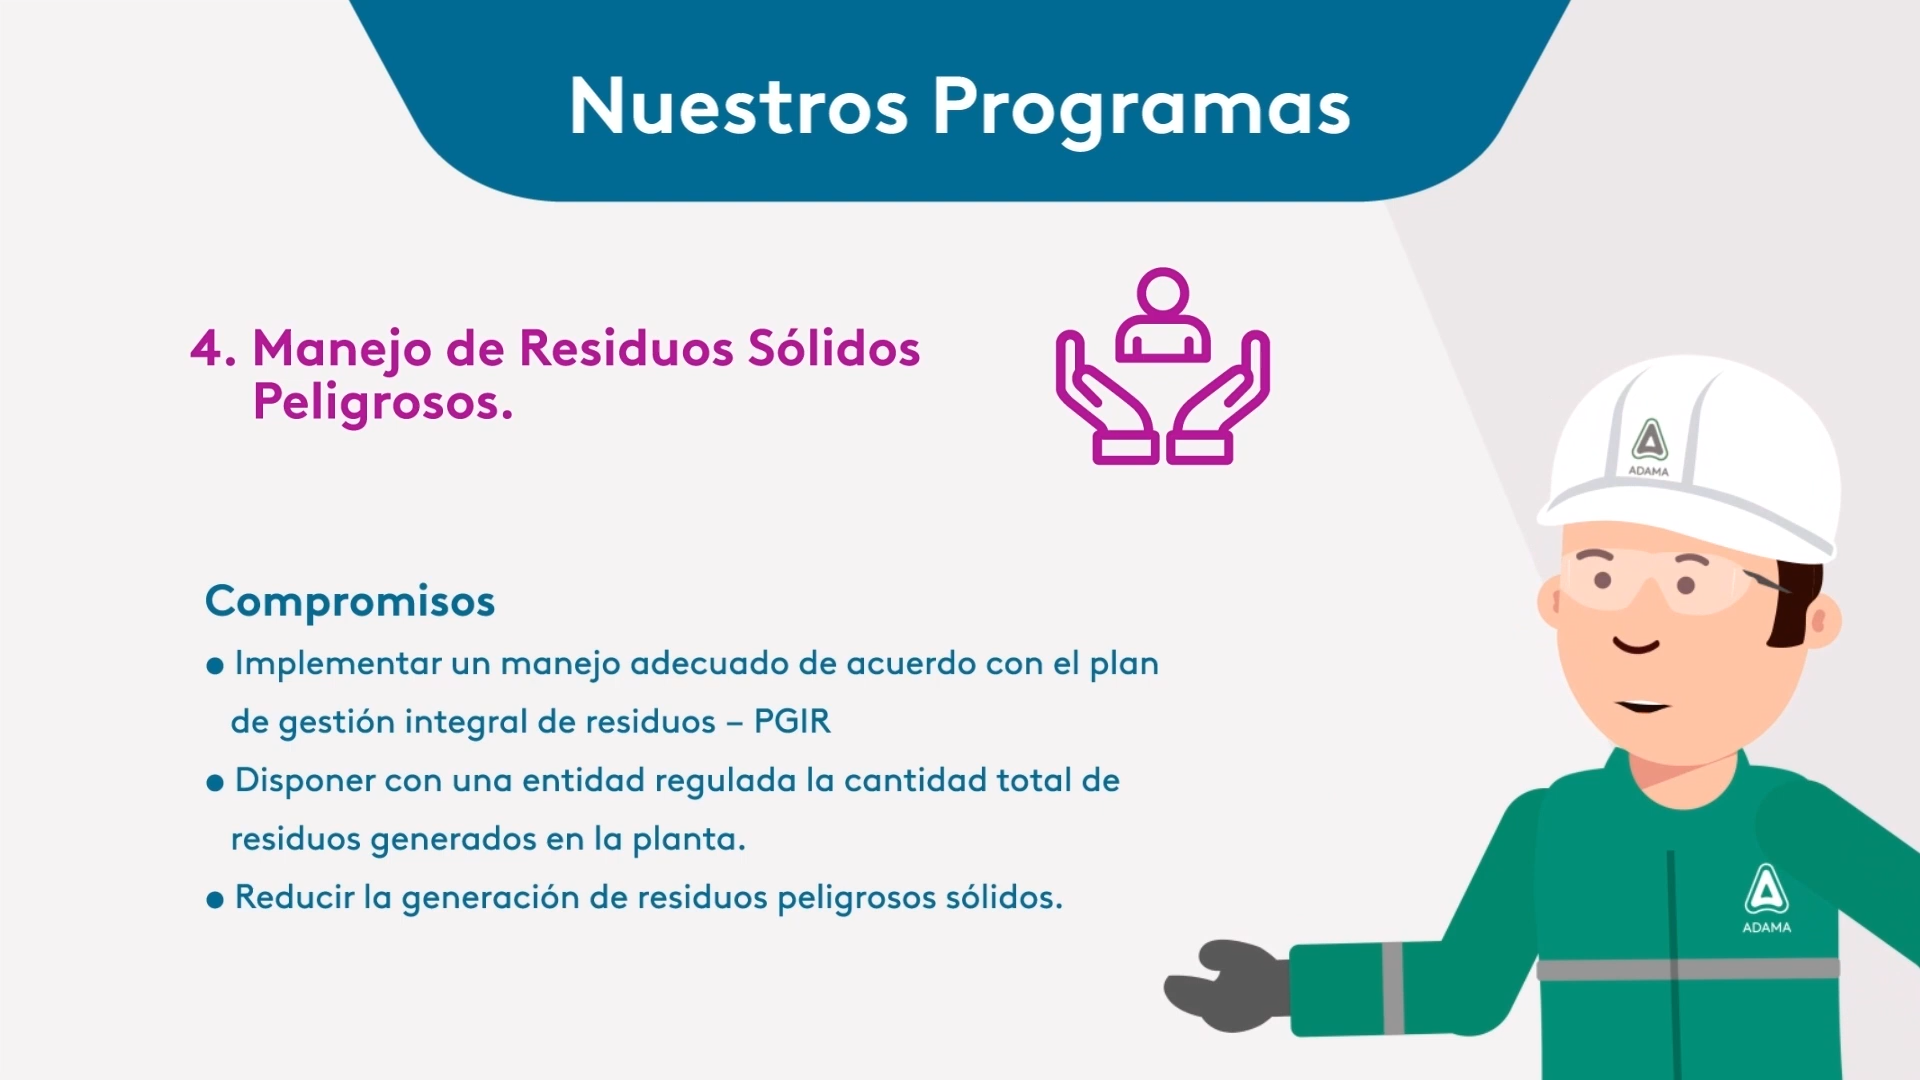 Nuestros Programas
4. Manejo de Residuos Sólidos
Peligrosos.
Compromisos
● Implementar un manejo adecuado de acuerdo con el plan
de gestión integral de residuos – PGIR
● Disponer con una entidad regulada la cantidad total de
residuos generados en la planta.
● Reducir la generación de residuos peligrosos sólidos.
ADAMA
ADAMA